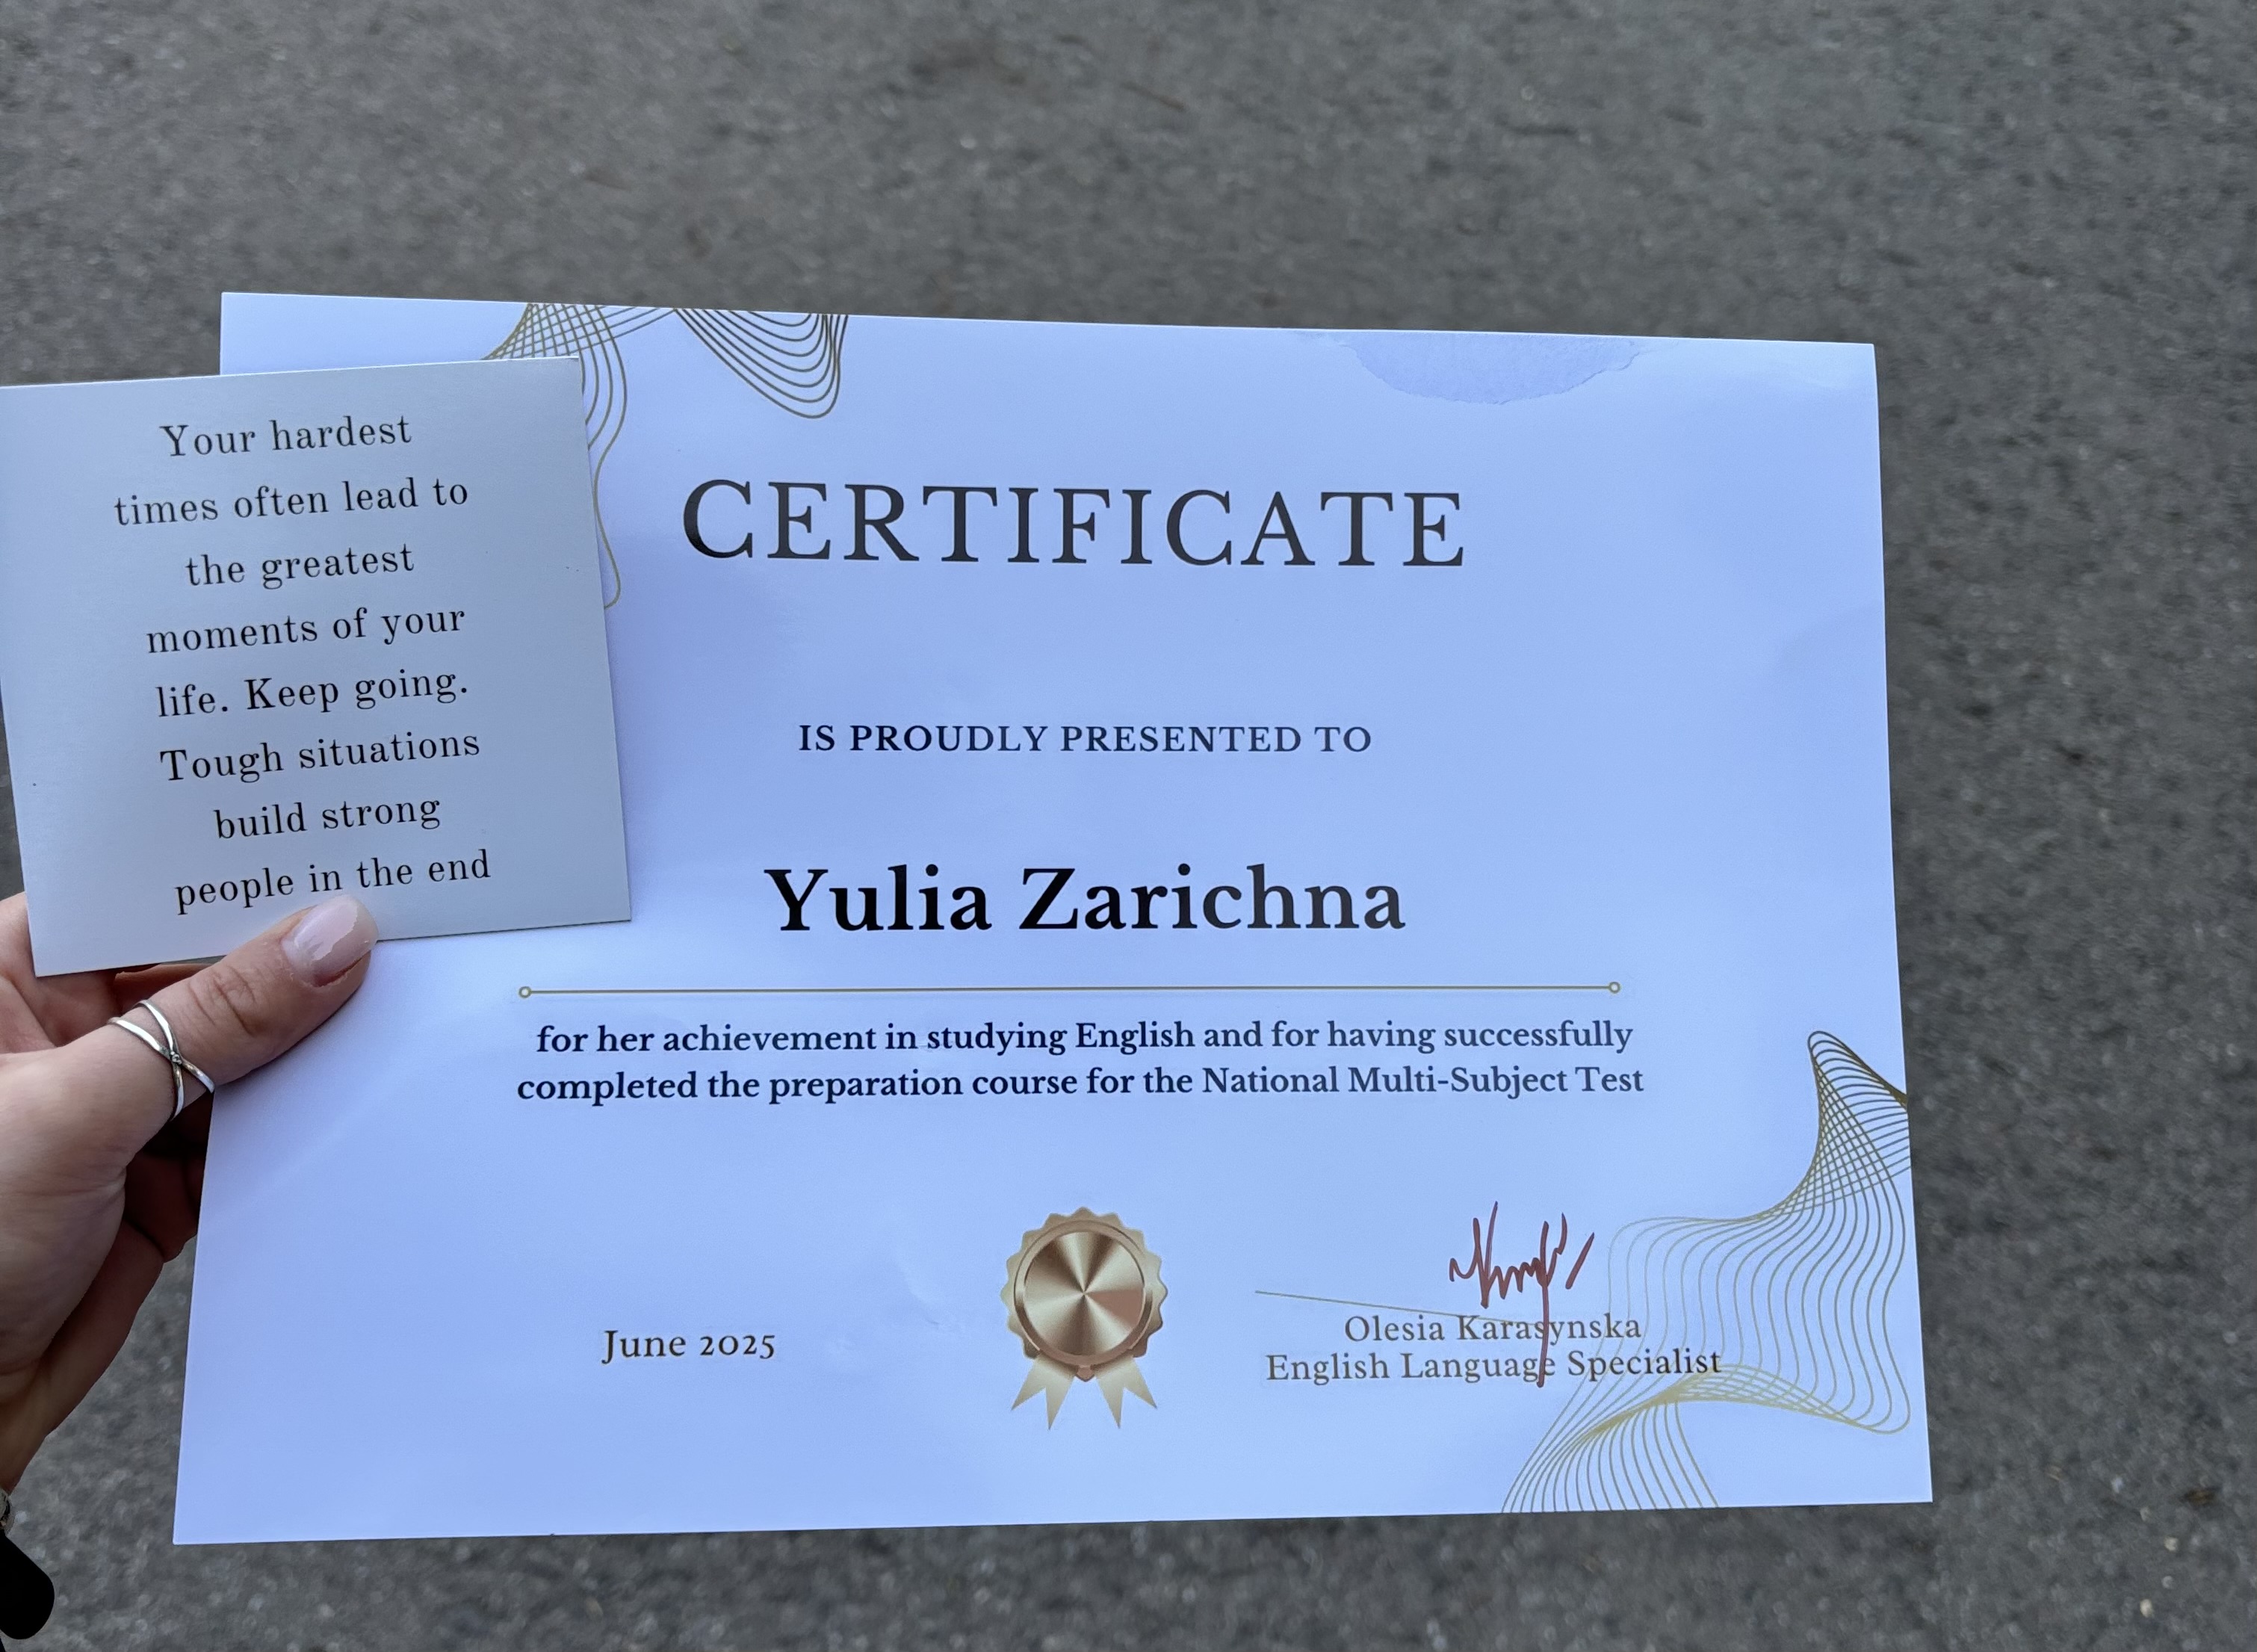 Your hardest
times often lead to
the greatest
moments of your
life. Keep going.
Tough situations
build strong
people in the end
CERTIFICATE
IS PROUDLY PRESENTED TO
Yulia Zarichna
for her achievement in studying English and for having successfully
completed the preparation course for the National Multi-Subject Test
June 2025
Olesia Karasynska
English Language Specialist